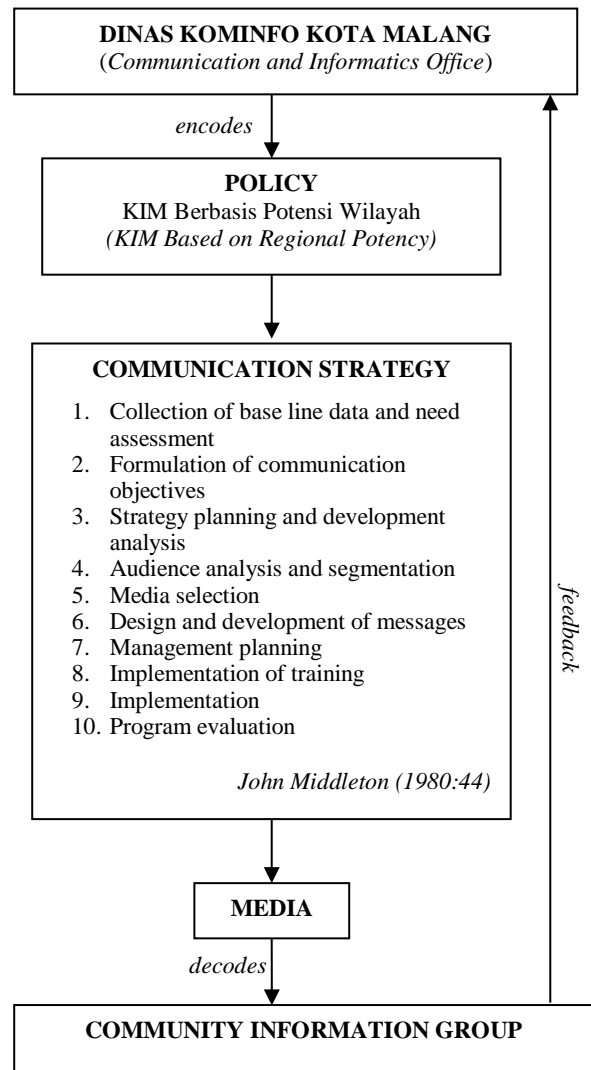 DINAS KOMINFO KOTA MALANG
(Communication and Informatics Office)
encodes
POLICY
KIM Berbasis Potensi Wilayah
(KIM Based on Regional Potency)
COMMUNICATION STRATEGY
1. Collection of base line data and need
assessment
2. Formulation of communication
objectives
3. Strategy planning and development
analysis
4. Audience analysis and segmentation
5. Media selection
6. Design and development of messages
7. Management planning
8. Implementation of training
9. Implementation
10. Program evaluation
John Middleton (1980:44)
feedback
MEDIA
decodes
COMMUNITY INFORMATION GROUP